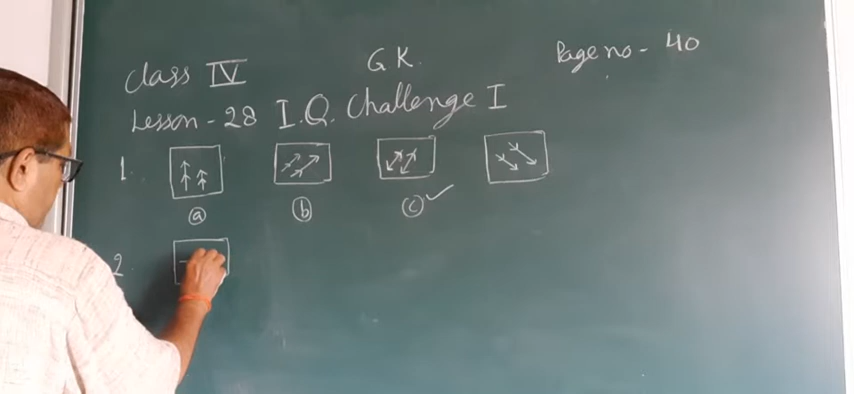 G K. Page no - 40
Class IV
Lesson - 28 I.Q. Challenge I
1.
a b c
2